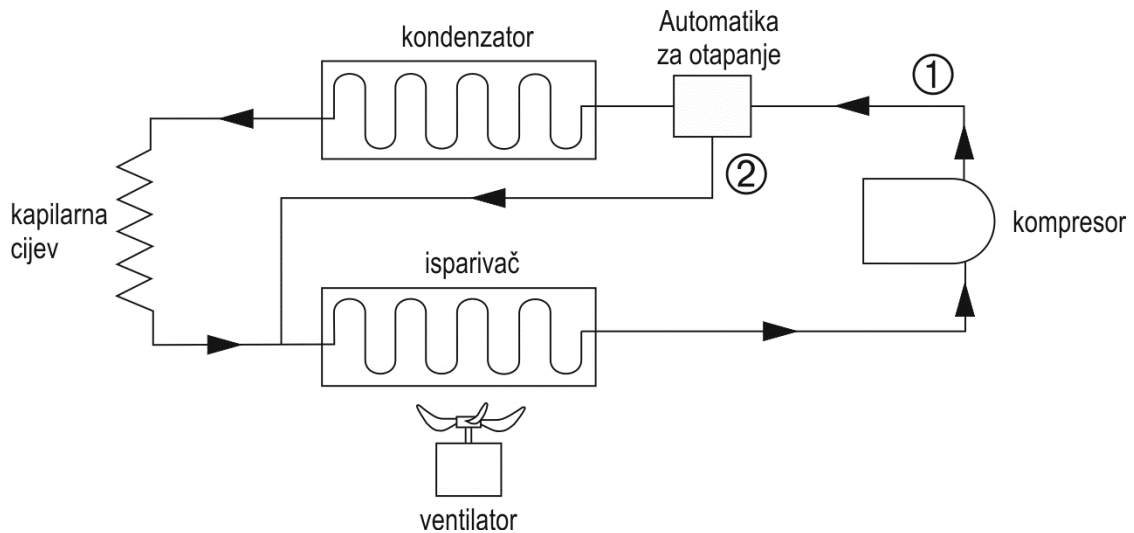 Automatika
za otapanje
kondenzator
①
②
kapilarna
cijev
kompresor
isparivač
ventilator